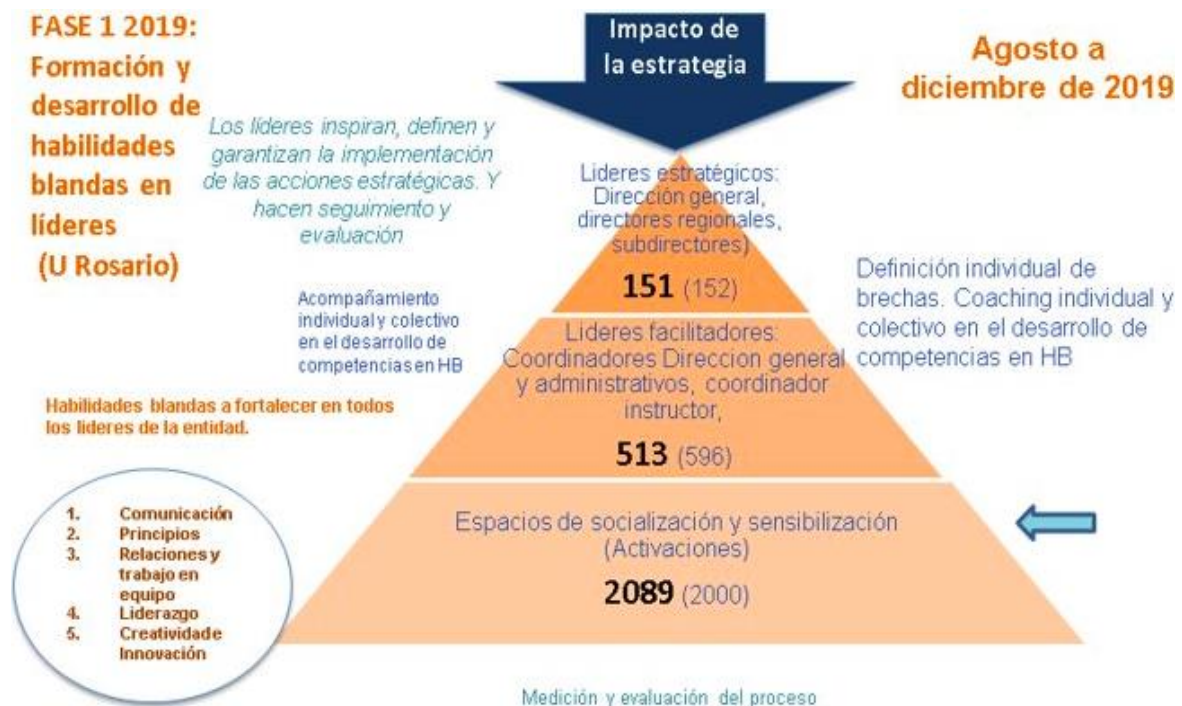 FASE 1 2019:
Formación y
desarrollo de
habilidades
blandas en
líderes
(U Rosario)
Impacto de
la estrategia
Agosto a
diciembre de 2019
Los líderes inspiran, definen y
garantizan la implementación
de las acciones estratégicas. Y
hacen seguimiento y
evaluación
Lideres estratégicos:
Dirección general,
directores regionales,
subdirectores)
151 (152)
Acompañamiento
individual y colectivo
en el desarrollo de
competencias en HB
Definición individual de
brechas. Coaching individual y
colectivo en el desarrollo de
competencias en HB
Lideres facilitadores:
Coordinadores Direccion general
y administrativos, coordinador
instructor,
513 (596)
Habilidades blandas a fortalecer en todos
los lideres de la entidad.
1. Comunicación
2. Principios
3. Relaciones y
trabajo en
equipo
4. Liderazgo
5. Creatividad e
Innovación
Espacios de socialización y sensibilización
(Activaciones)
2089 (2000)
Medición y evaluación del proceso